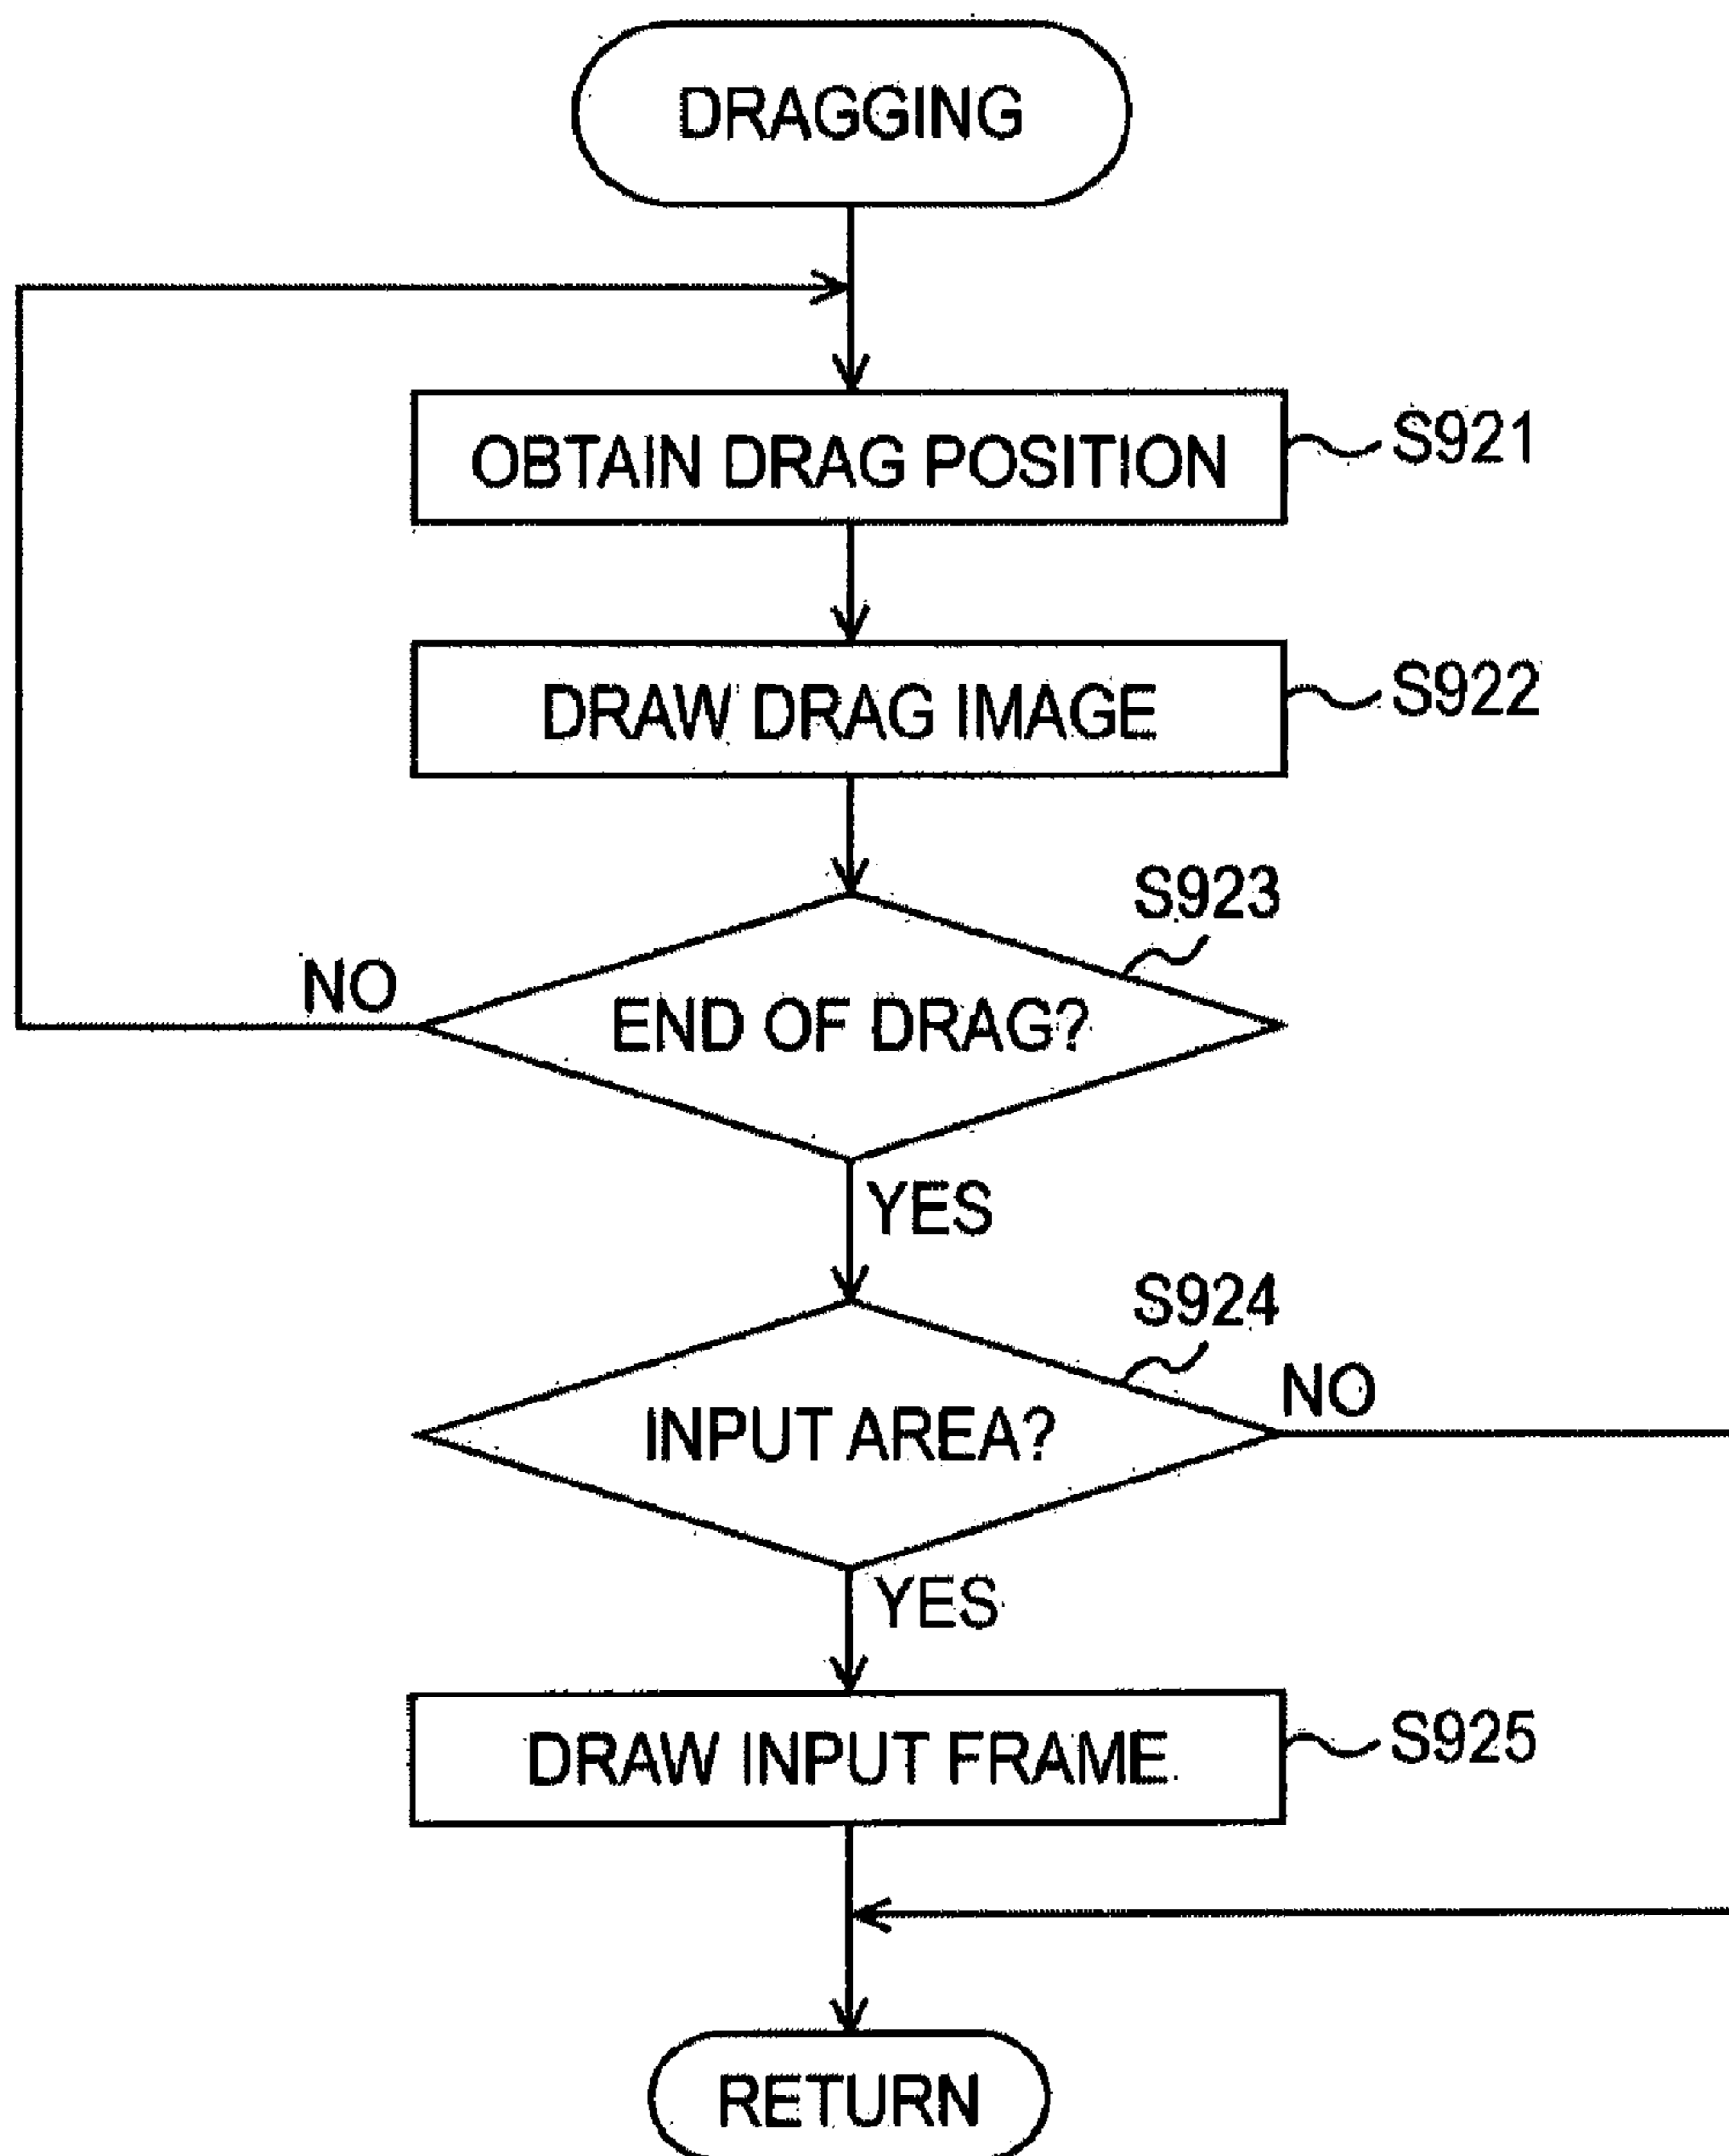 DRAGGING
OBTAIN DRAG POSITION
S921
DRAW DRAG IMAGE
S922
S923
NO
END OF DRAG?
YES
S924
NO
INPUT AREA?
YES
DRAW INPUT FRAME
S925
RETURN